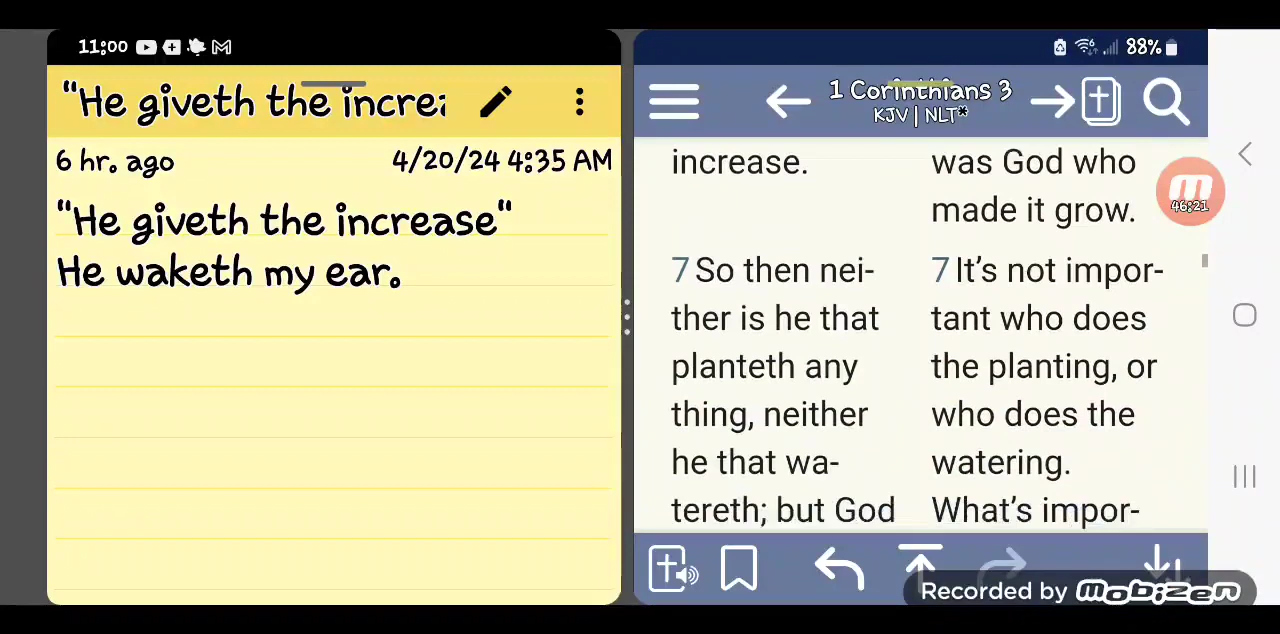 11:00
88%
"He giveth the increa
1 Corinthians 3
KJV | NLT*
6 hr. ago
4/20/24 4:35 AM
"He giveth the increase"
He waketh my ear.
increase.
7 So then nei-
ther is he that
planteth any
thing, neither
he that wa-
tereth; but God
was God who
made it grow.
7 It's not impor-
tant who does
the planting, or
who does the
watering.
What's impor-
46:21
Recorded by Mobizen